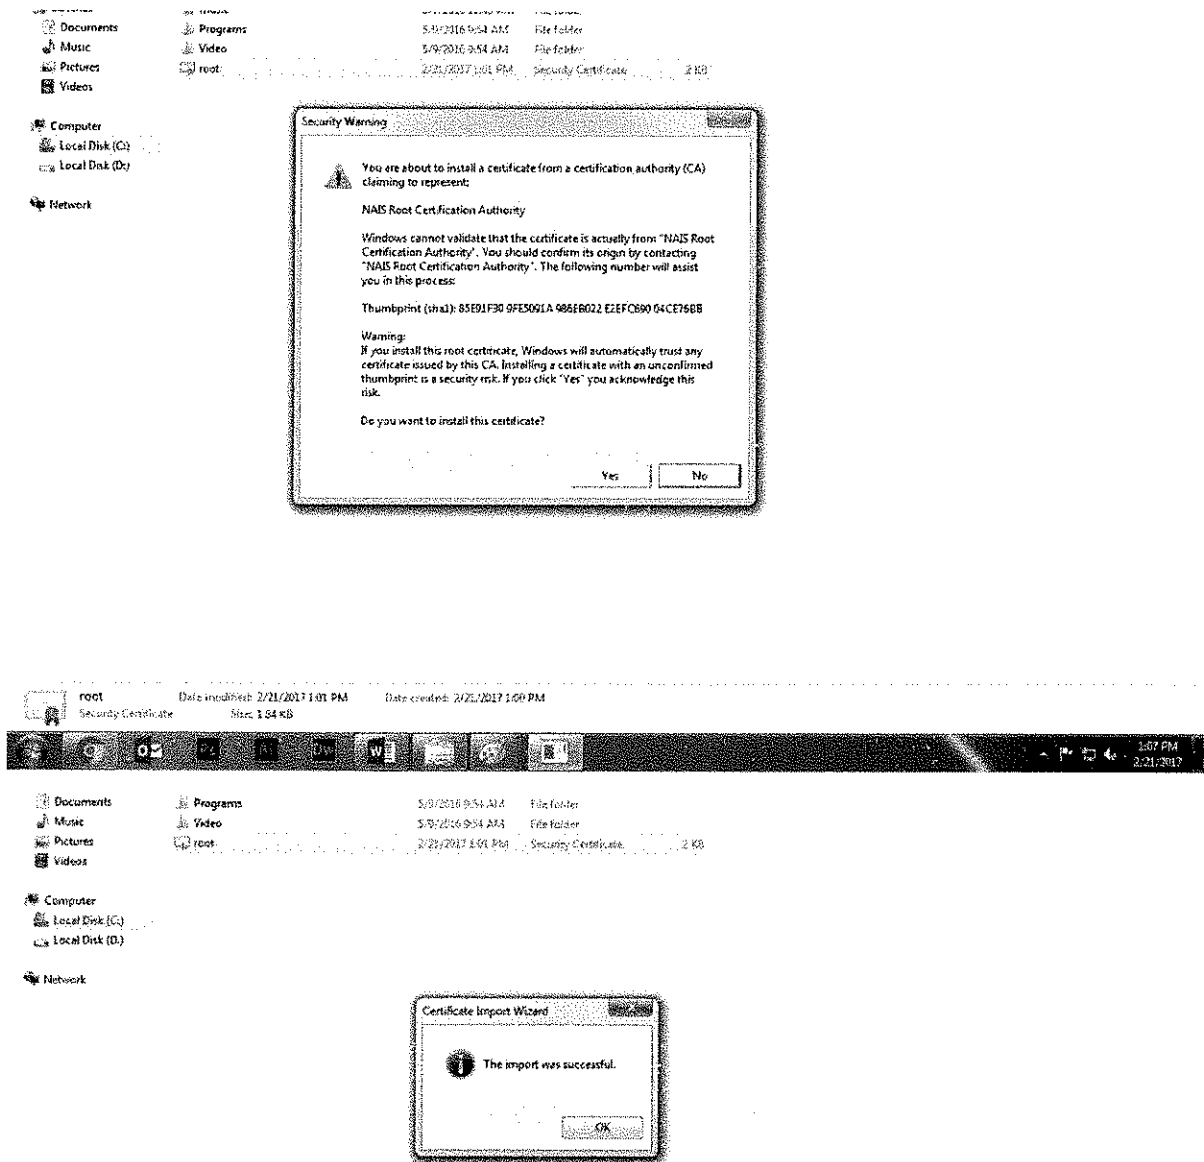 Documents
Programs 5/9/2016 9:54 AM File folder
Music
Video 5/9/2016 9:54 AM File folder
Pictures
root 2/21/2017 1:01 PM Security Certificate 2 KB
Videos
Computer
Local Disk (C:)
Local Disk (D:)
Network
Security Warning
You are about to install a certificate from a certification authority (CA)
claiming to represent:
NAIS Root Certification Authority
Windows cannot validate that the certificate is actually from "NAIS Root
Certification Authority". You should confirm its origin by contacting
"NAIS Root Certification Authority". The following number will assist
you in this process:
Thumbprint (sha1):
Warning:
If you install this root certificate, Windows will automatically trust any
certificate issued by this CA. Installing a certificate with an unconfirmed
thumbprint is a security risk. If you click "Yes" you acknowledge this
risk.
Do you want to install this certificate?
Yes No
root Date modified: 2/21/2017 1:01 PM Date created: 2/21/2017 1:00 PM
Security Certificate Size: 1.84 KB
1:07 PM
2/21/2017
Documents
Programs 5/9/2016 9:54 AM File folder
Music
Video 5/9/2016 9:54 AM File folder
Pictures
root 2/21/2017 1:01 PM Security Certificate 2 KB
Videos
Computer
Local Disk (C:)
Local Disk (D:)
Network
Certificate Import Wizard
The import was successful.
OK